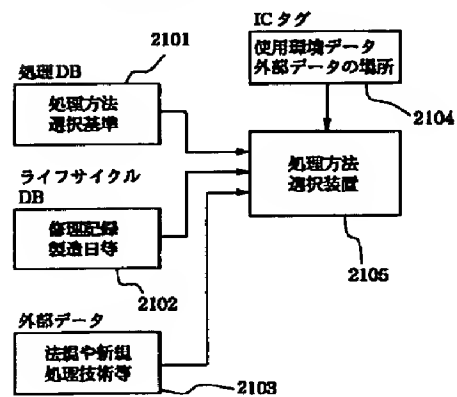 処理DB
2101
処理方法
選択基準
ICタグ
使用環境データ
外部データの場所
2104
ライフサイクル
DB
修理記録
製造日等
2102
処理方法
選択装置
2105
外部データ
法規や新規
処理技術等
2103